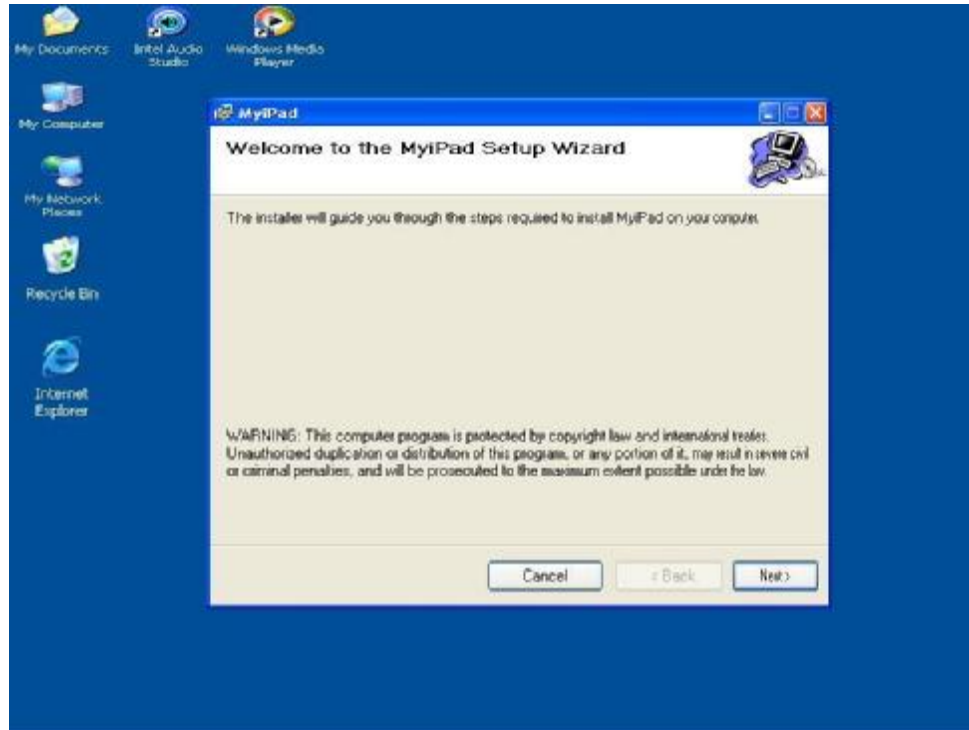 My Documents
Intel Audio
Studio
Windows Media
Player
My Computer
My Network
Places
Recycle Bin
Internet
Explorer
MyiPad
Welcome to the MyiPad Setup Wizard
The installer will guide you through the steps required to install MyiPad on your computer.
WARNING: This computer program is protected by copyright law and international treaties.
Unauthorized duplication or distribution of this program, or any portion of it, may result in severe civil
or criminal penalties, and will be prosecuted to the maximum extent possible under the law.
Cancel
< Back
Next >